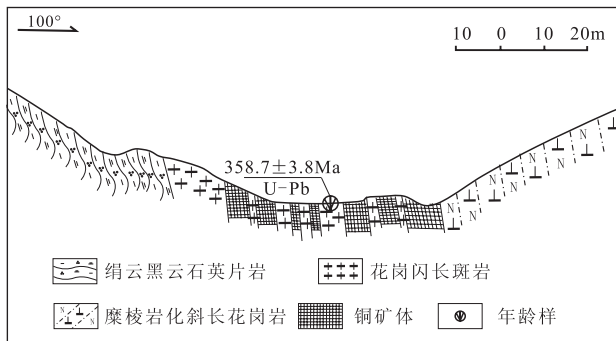 100°
10 0 10 20m
358.7±3.8Ma
U-Pb
绢云黑云石英片岩
花岗闪长斑岩
糜棱岩化斜长花岗岩
铜矿体
年龄样